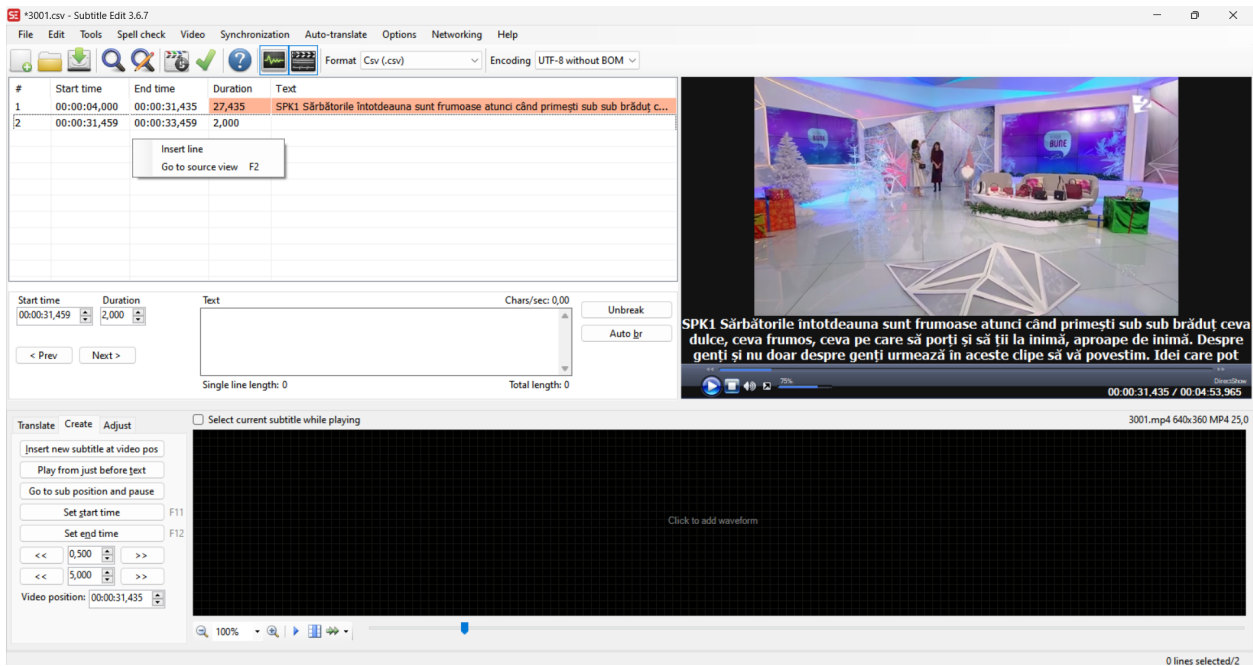 *3001.csv - Subtitle Edit 3.6.7
File Edit Tools Spell check Video Synchronization Auto-translate Options Networking Help
Format Csv (.csv) Encoding UTF-8 without BOM
# Start time End time Duration Text
1 00:00:04,000 00:00:31,435 27,435 SPK1 Sărbătorile întotdeauna sunt frumoase atunci când primești sub sub brăduț c...
2 00:00:31,459 00:00:33,459 2,000
Insert line
Go to source view F2
BUNE
BUNE
2
Start time Duration Text Chars/sec: 0,00
00:00:31,459 2,000
Unbreak
Auto br
< Prev Next >
Single line length: 0 Total length: 0
SPK1 Sărbătorile întotdeauna sunt frumoase atunci când primești sub sub brăduț ceva
dulce, ceva frumos, ceva pe care să porți și să ții la inimă, aproape de inimă. Despre
genți și nu doar despre genți urmează în aceste clipe să vă povestim. Idei care pot
75%
DirectShow
00:00:31,435 / 00:04:53,965
Translate Create Adjust
Select current subtitle while playing
3001.mp4 640x360 MP4 25,0
Insert new subtitle at video pos
Play from just before text
Go to sub position and pause
Set start time F11
Set end time F12
<< 0,500 >>
<< 5,000 >>
Video position: 00:00:31,435
Click to add waveform
100%
0 lines selected/2